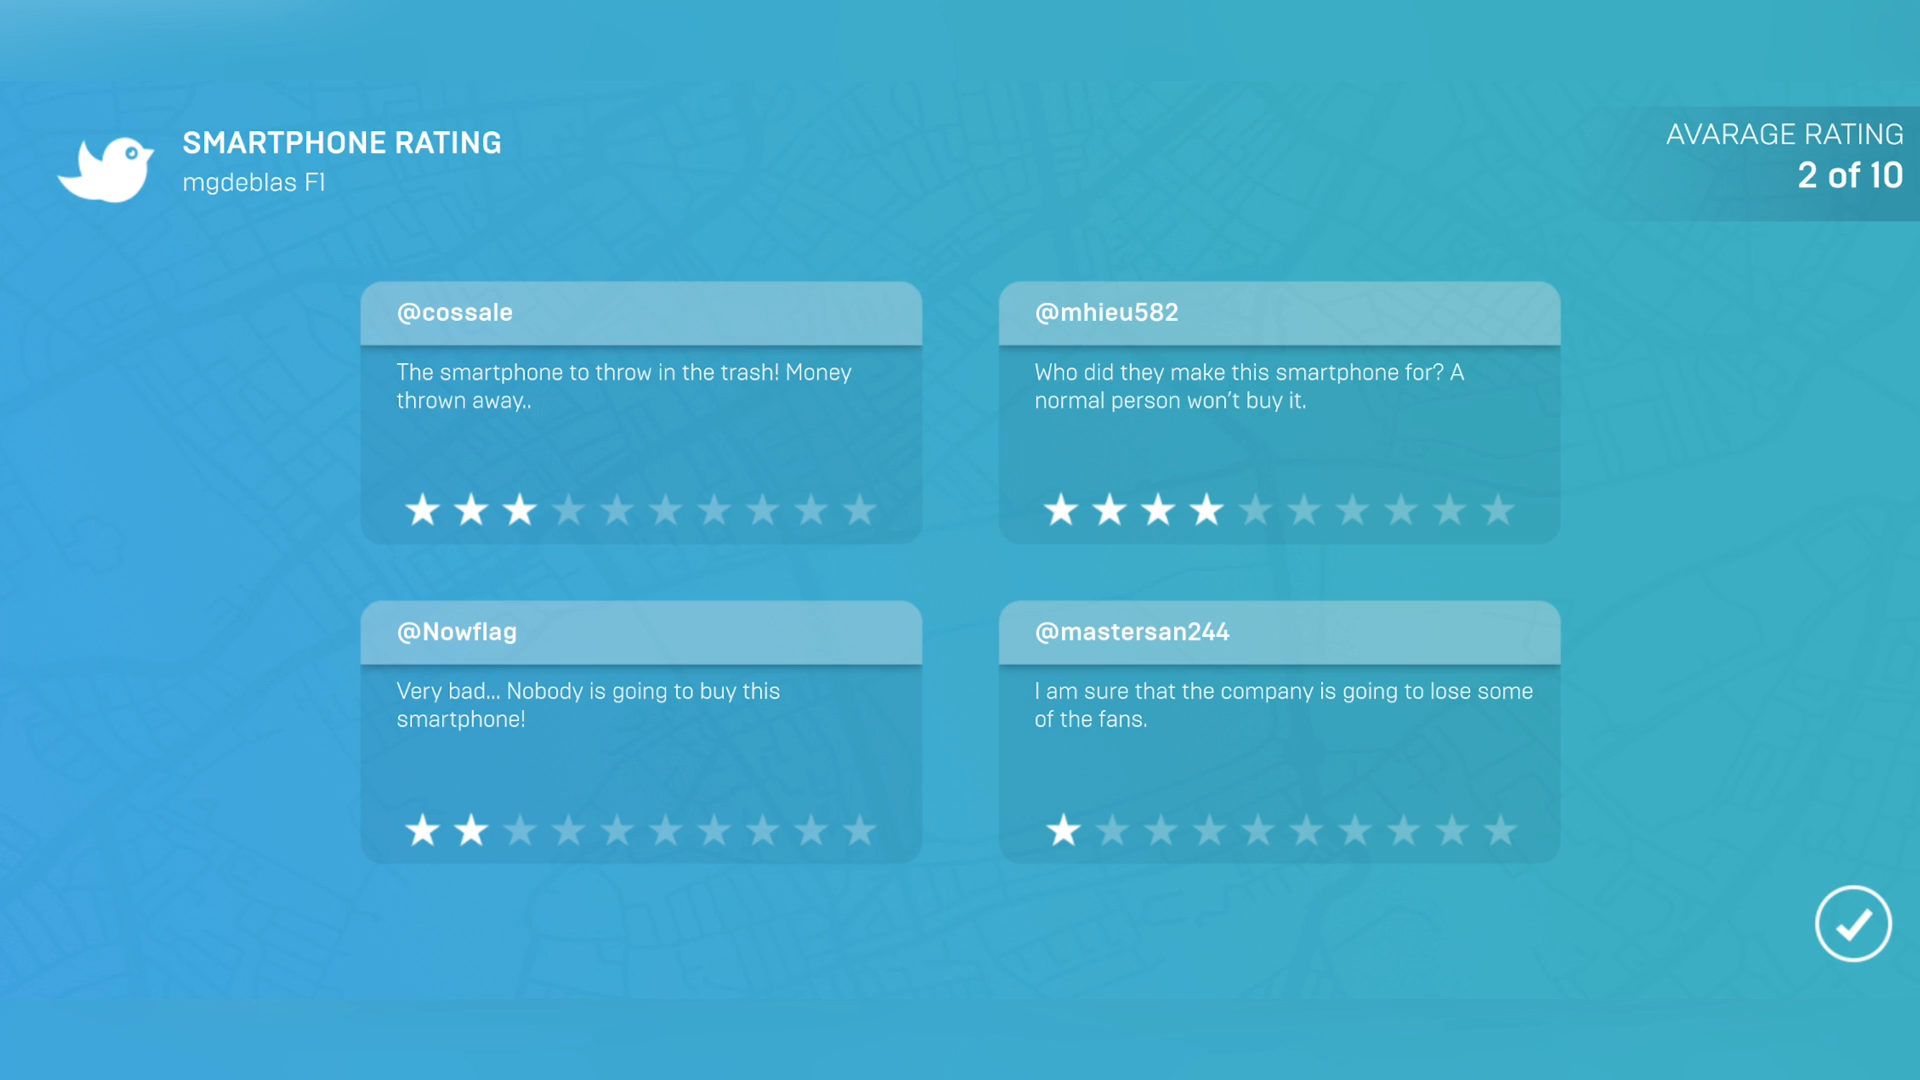 SMARTPHONE RATING
mgdeblas F1
AVARAGE RATING
2 of 10
@cossale
The smartphone to throw in the trash! Money
thrown away..
@mhieu582
Who did they make this smartphone for? A
normal person won't buy it.
@Nowflag
Very bad... Nobody is going to buy this
smartphone!
@mastersan244
I am sure that the company is going to lose some
of the fans.